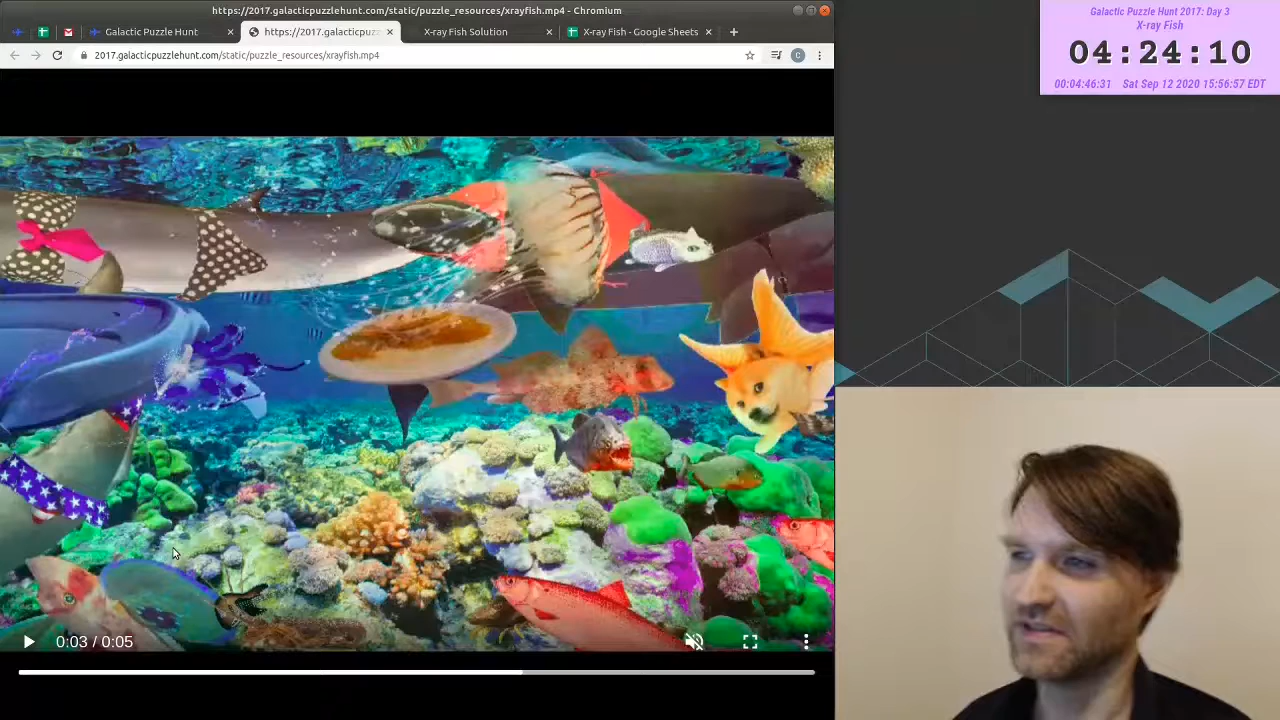 https://2017.galacticpuzzlehunt.com/static/puzzle_resources/xrayfish.mp4 - Chromium
Galactic Puzzle Hunt
https://2017.galacticpuzz
X-ray Fish Solution
X-ray Fish - Google Sheets
2017.galacticpuzzlehunt.com/static/puzzle_resources/xrayfish.mp4
C
0:03 / 0:05
Galactic Puzzle Hunt 2017: Day 3
X-ray Fish
04:24:10
00:04:46:31 Sat Sep 12 2020 15:56:57 EDT